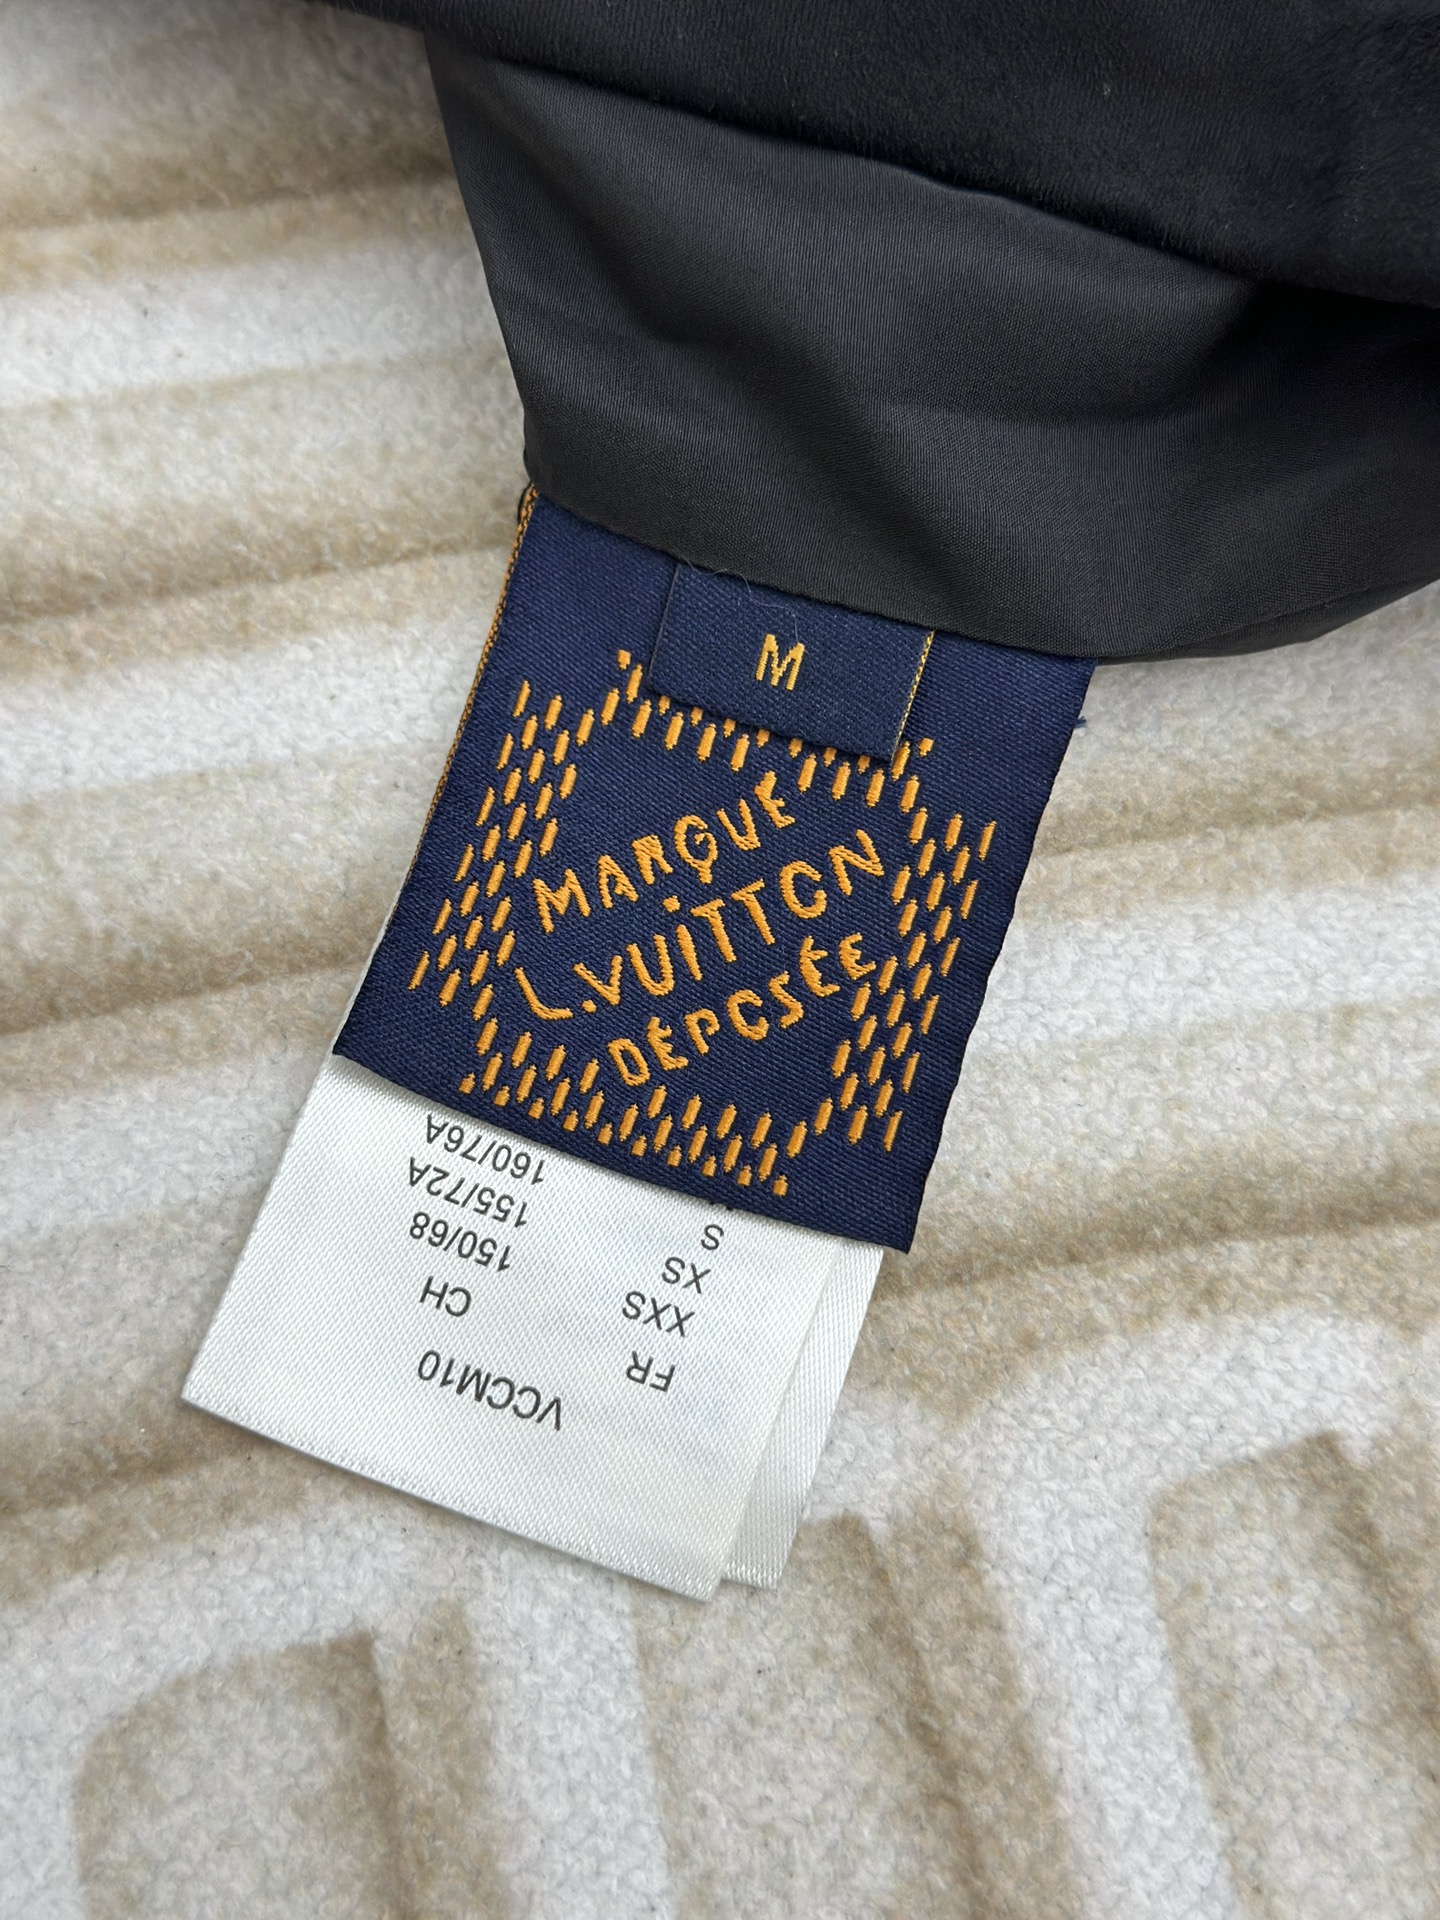 M
MARQUE
L.VUiTTON
DÉPOSÉE
VCCM10
FR CH
XXS 150/68
XS 155/72A
S 160/76A